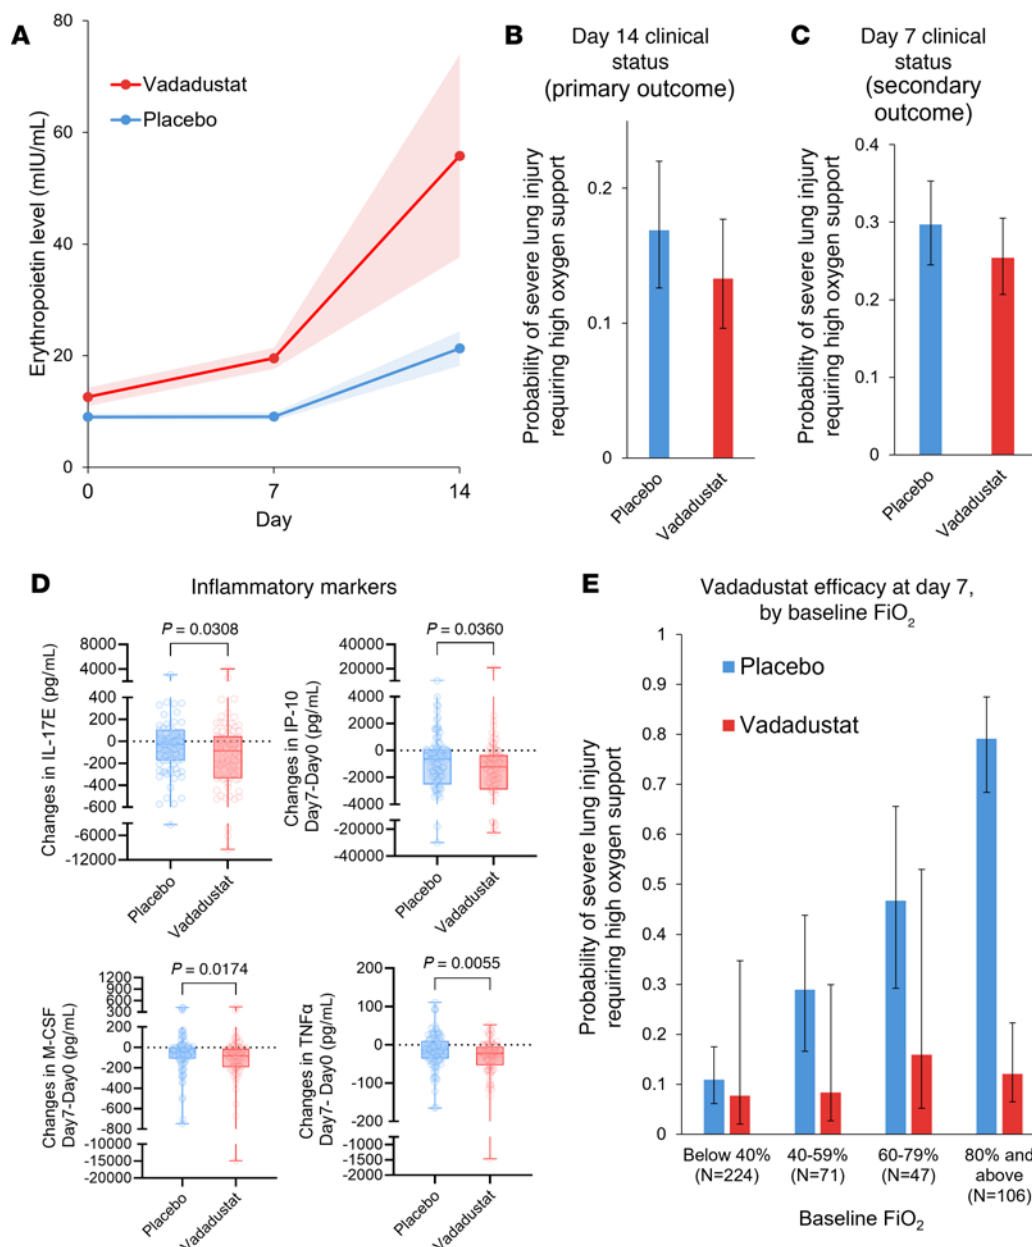 A
Erythropoietin level (mIU/mL)
80
60
40
20
0
Vadadustat
Placebo
0 7 14
Day
B
Day 14 clinical
status
(primary outcome)
Probability of severe lung injury
requiring high oxygen support
0.2
0.1
0
Placebo
Vadadustat
C
Day 7 clinical
status
(secondary
outcome)
Probability of severe lung injury
requiring high oxygen support
0.4
0.3
0.2
0.1
0
Placebo
Vadadustat
D
Inflammatory markers
P = 0.0308
Changes in IL-17E (pg/mL)
8000
4000
400
200
0
-200
-400
-600
-6000
-12000
Placebo
Vadadustat
P = 0.0360
Changes in IP-10
Day7-Day0 (pg/mL)
40000
20000
4000
2000
0
-2000
-4000
-20000
-40000
Placebo
Vadadustat
P = 0.0174
Changes in M-CSF
Day7-Day0 (pg/mL)
1200
900
600
300
200
0
-200
-400
-600
-800
-10000
-15000
-20000
Placebo
Vadadustat
P = 0.0055
Changes in TNFα
Day7- Day0 (pg/mL)
200
100
0
-100
-200
-1000
-2000
Placebo
Vadadustat
E
Vadadustat efficacy at day 7,
by baseline FiO2
Placebo
Vadadustat
Probability of severe lung injury
requiring high oxygen support
1
0.9
0.8
0.7
0.6
0.5
0.4
0.3
0.2
0.1
0
Below 40%
(N=224)
40-59%
(N=71)
60-79%
(N=47)
80% and
above
(N=106)
Baseline FiO2